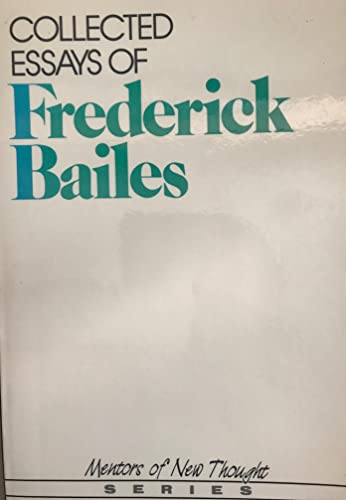 COLLECTED
ESSAYS OF
Frederick
Bailes
Mentors of New Thought
SERIES